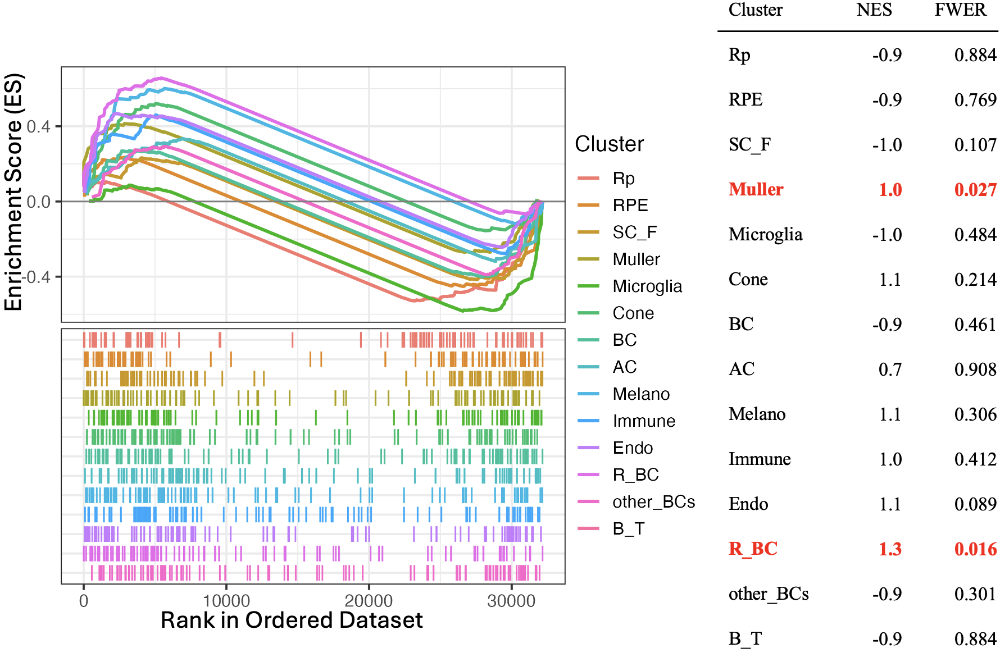 Enrichment Score (ES)
0.4
0.0
-0.4
0
10000
20000
30000
Rank in Ordered Dataset
Cluster
Rp
RPE
SC_F
Muller
Microglia
Cone
BC
AC
Melano
Immune
Endo
R_BC
other_BCs
B_T
Cluster NES FWER
Rp -0.9 0.884
RPE -0.9 0.769
SC_F -1.0 0.107
Muller 1.0 0.027
Microglia -1.0 0.484
Cone 1.1 0.214
BC -0.9 0.461
AC 0.7 0.908
Melano 1.1 0.306
Immune 1.0 0.412
Endo 1.1 0.089
R_BC 1.3 0.016
other_BCs -0.9 0.301
B_T -0.9 0.884